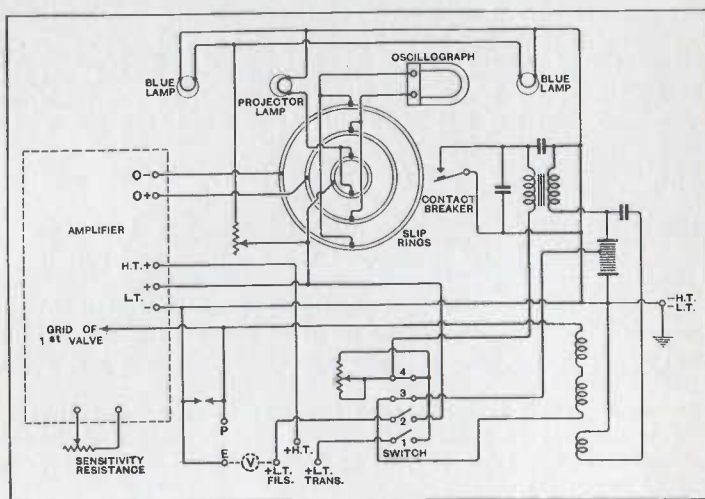 OSCILLOGRAPH
BLUE
LAMP
PROJECTOR
LAMP
BLUE
LAMP
O-
O+
AMPLIFIER
CONTACT
BREAKER
SLIP
RINGS
H.T.+
+
L.T.
-
-H.T.
-L.T.
GRID OF
1st VALVE
4
3
2
1
P
E
V
+H.T.
+L.T.
FILS.
+L.T.
TRANS.
SWITCH
SENSITIVITY
RESISTANCE